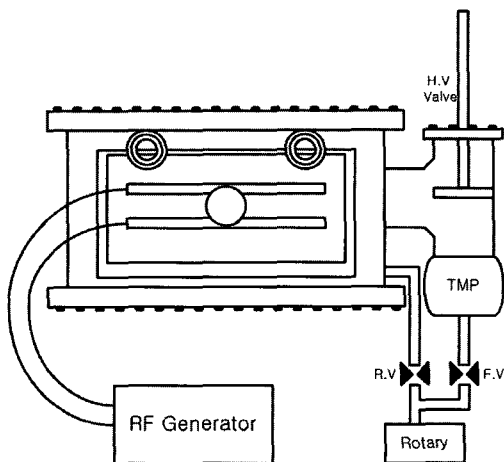 H.V
Valve
TMP
R.V
F.V
RF Generator
Rotary